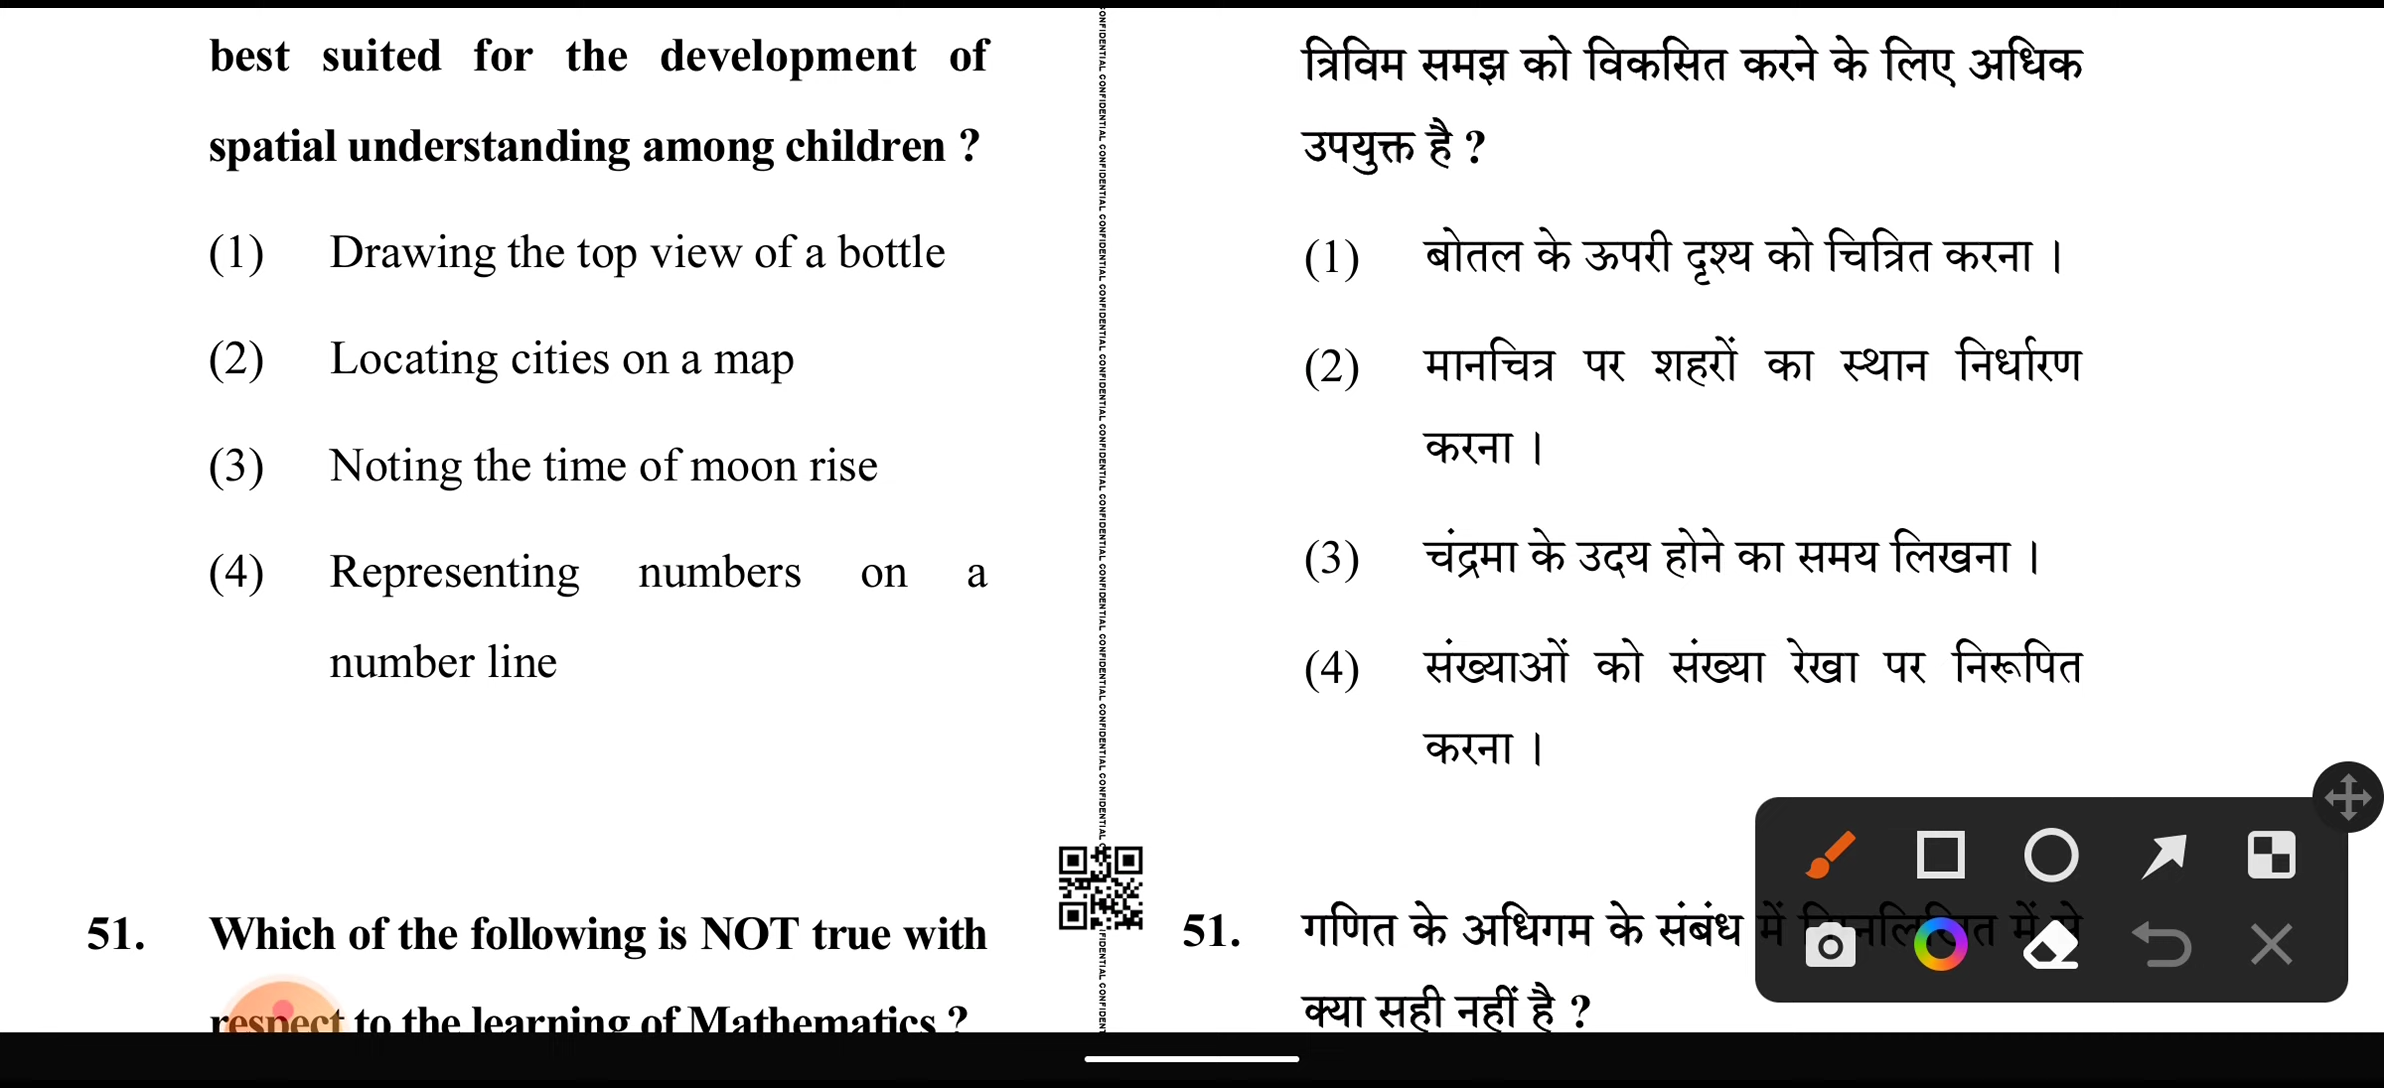 best suited for the development of
spatial understanding among children ?
(1) Drawing the top view of a bottle
(2) Locating cities on a map
(3) Noting the time of moon rise
(4) Representing numbers on a
number line
51. Which of the following is NOT true with
respect to the learning of Mathematics ?
त्रिविम समझ को विकसित करने के लिए अधिक
उपयुक्त है ?
(1) बोतल के ऊपरी दृश्य को चित्रित करना ।
(2) मानचित्र पर शहरों का स्थान निर्धारण
करना ।
(3) चंद्रमा के उदय होने का समय लिखना ।
(4) संख्याओं को संख्या रेखा पर निरूपित
करना ।
51. गणित के अधिगम के संबंध में निम्नलिखित में से
क्या सही नहीं है ?